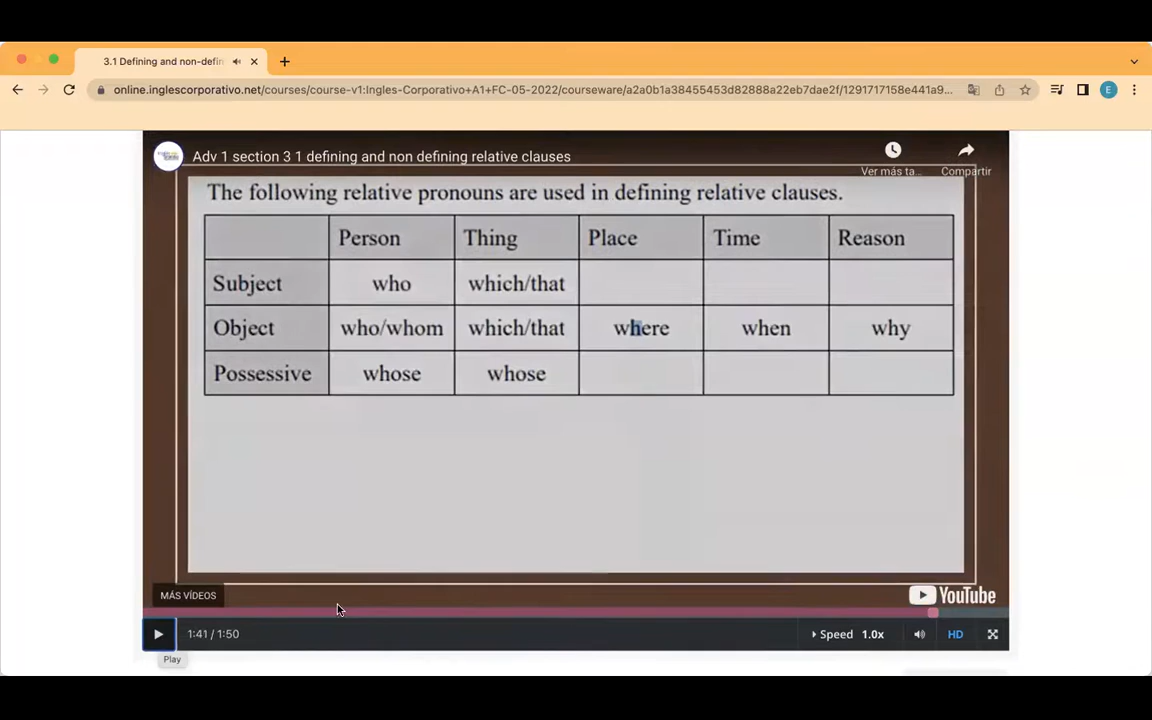 3.1 Defining and non-defin
online.inglescorporativo.net/courses/course-v1:Ingles-Corporativo+A1+FC-05-2022/courseware/a2a0b1a38455453d82888a22eb7dae2f/1291717158e441a9...
E
Adv 1 section 3 1 defining and non defining relative clauses
Ver más ta... Compartir
The following relative pronouns are used in defining relative clauses.
Person Thing Place Time Reason
Subject who which/that
Object who/whom which/that where when why
Possessive whose whose
MÁS VÍDEOS
YouTube
1:41 / 1:50
Speed 1.0x
HD
Play